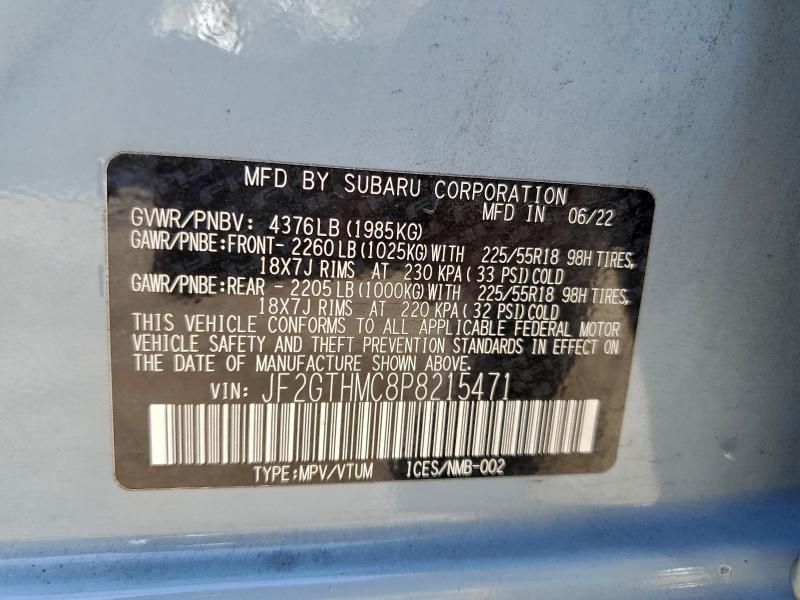 MFD BY SUBARU CORPORATION
MFD IN 06/22
GVWR/PNBV: 4376LB (1985KG)
GAWR/PNBE:FRONT- 2260 LB (1025KG) WITH 225/55R18 98H TIRES,
18X7J RIMS AT 230 KPA ( 33 PSI) COLD
GAWR/PNBE:REAR - 2205 LB (1000KG) WITH 225/55R18 98H TIRES,
18X7J RIMS AT 220 KPA ( 32 PSI) COLD
THIS VEHICLE CONFORMS TO ALL APPLICABLE FEDERAL MOTOR
VEHICLE SAFETY AND THEFT PREVENTION STANDARDS IN EFFECT ON
THE DATE OF MANUFACTURE SHOWN ABOVE.
VIN: JF2GTHMC8P8215471
TYPE:MPV/VTUM ICES/NMB-002